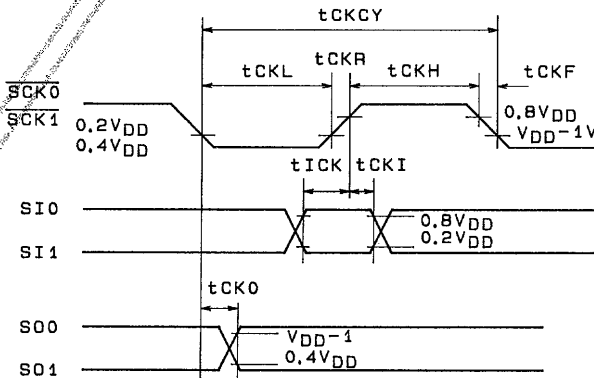 tCKCY
tCKR
tCKL
tCKH
tCKF
SCK0
SCK1
0.2VDD
0.4VDD
0.8VDD
VDD-1V
tICK
tCKI
SI0
0.8VDD
0.2VDD
SI1
tCKO
SO0
VDD-1
0.4VDD
SO1